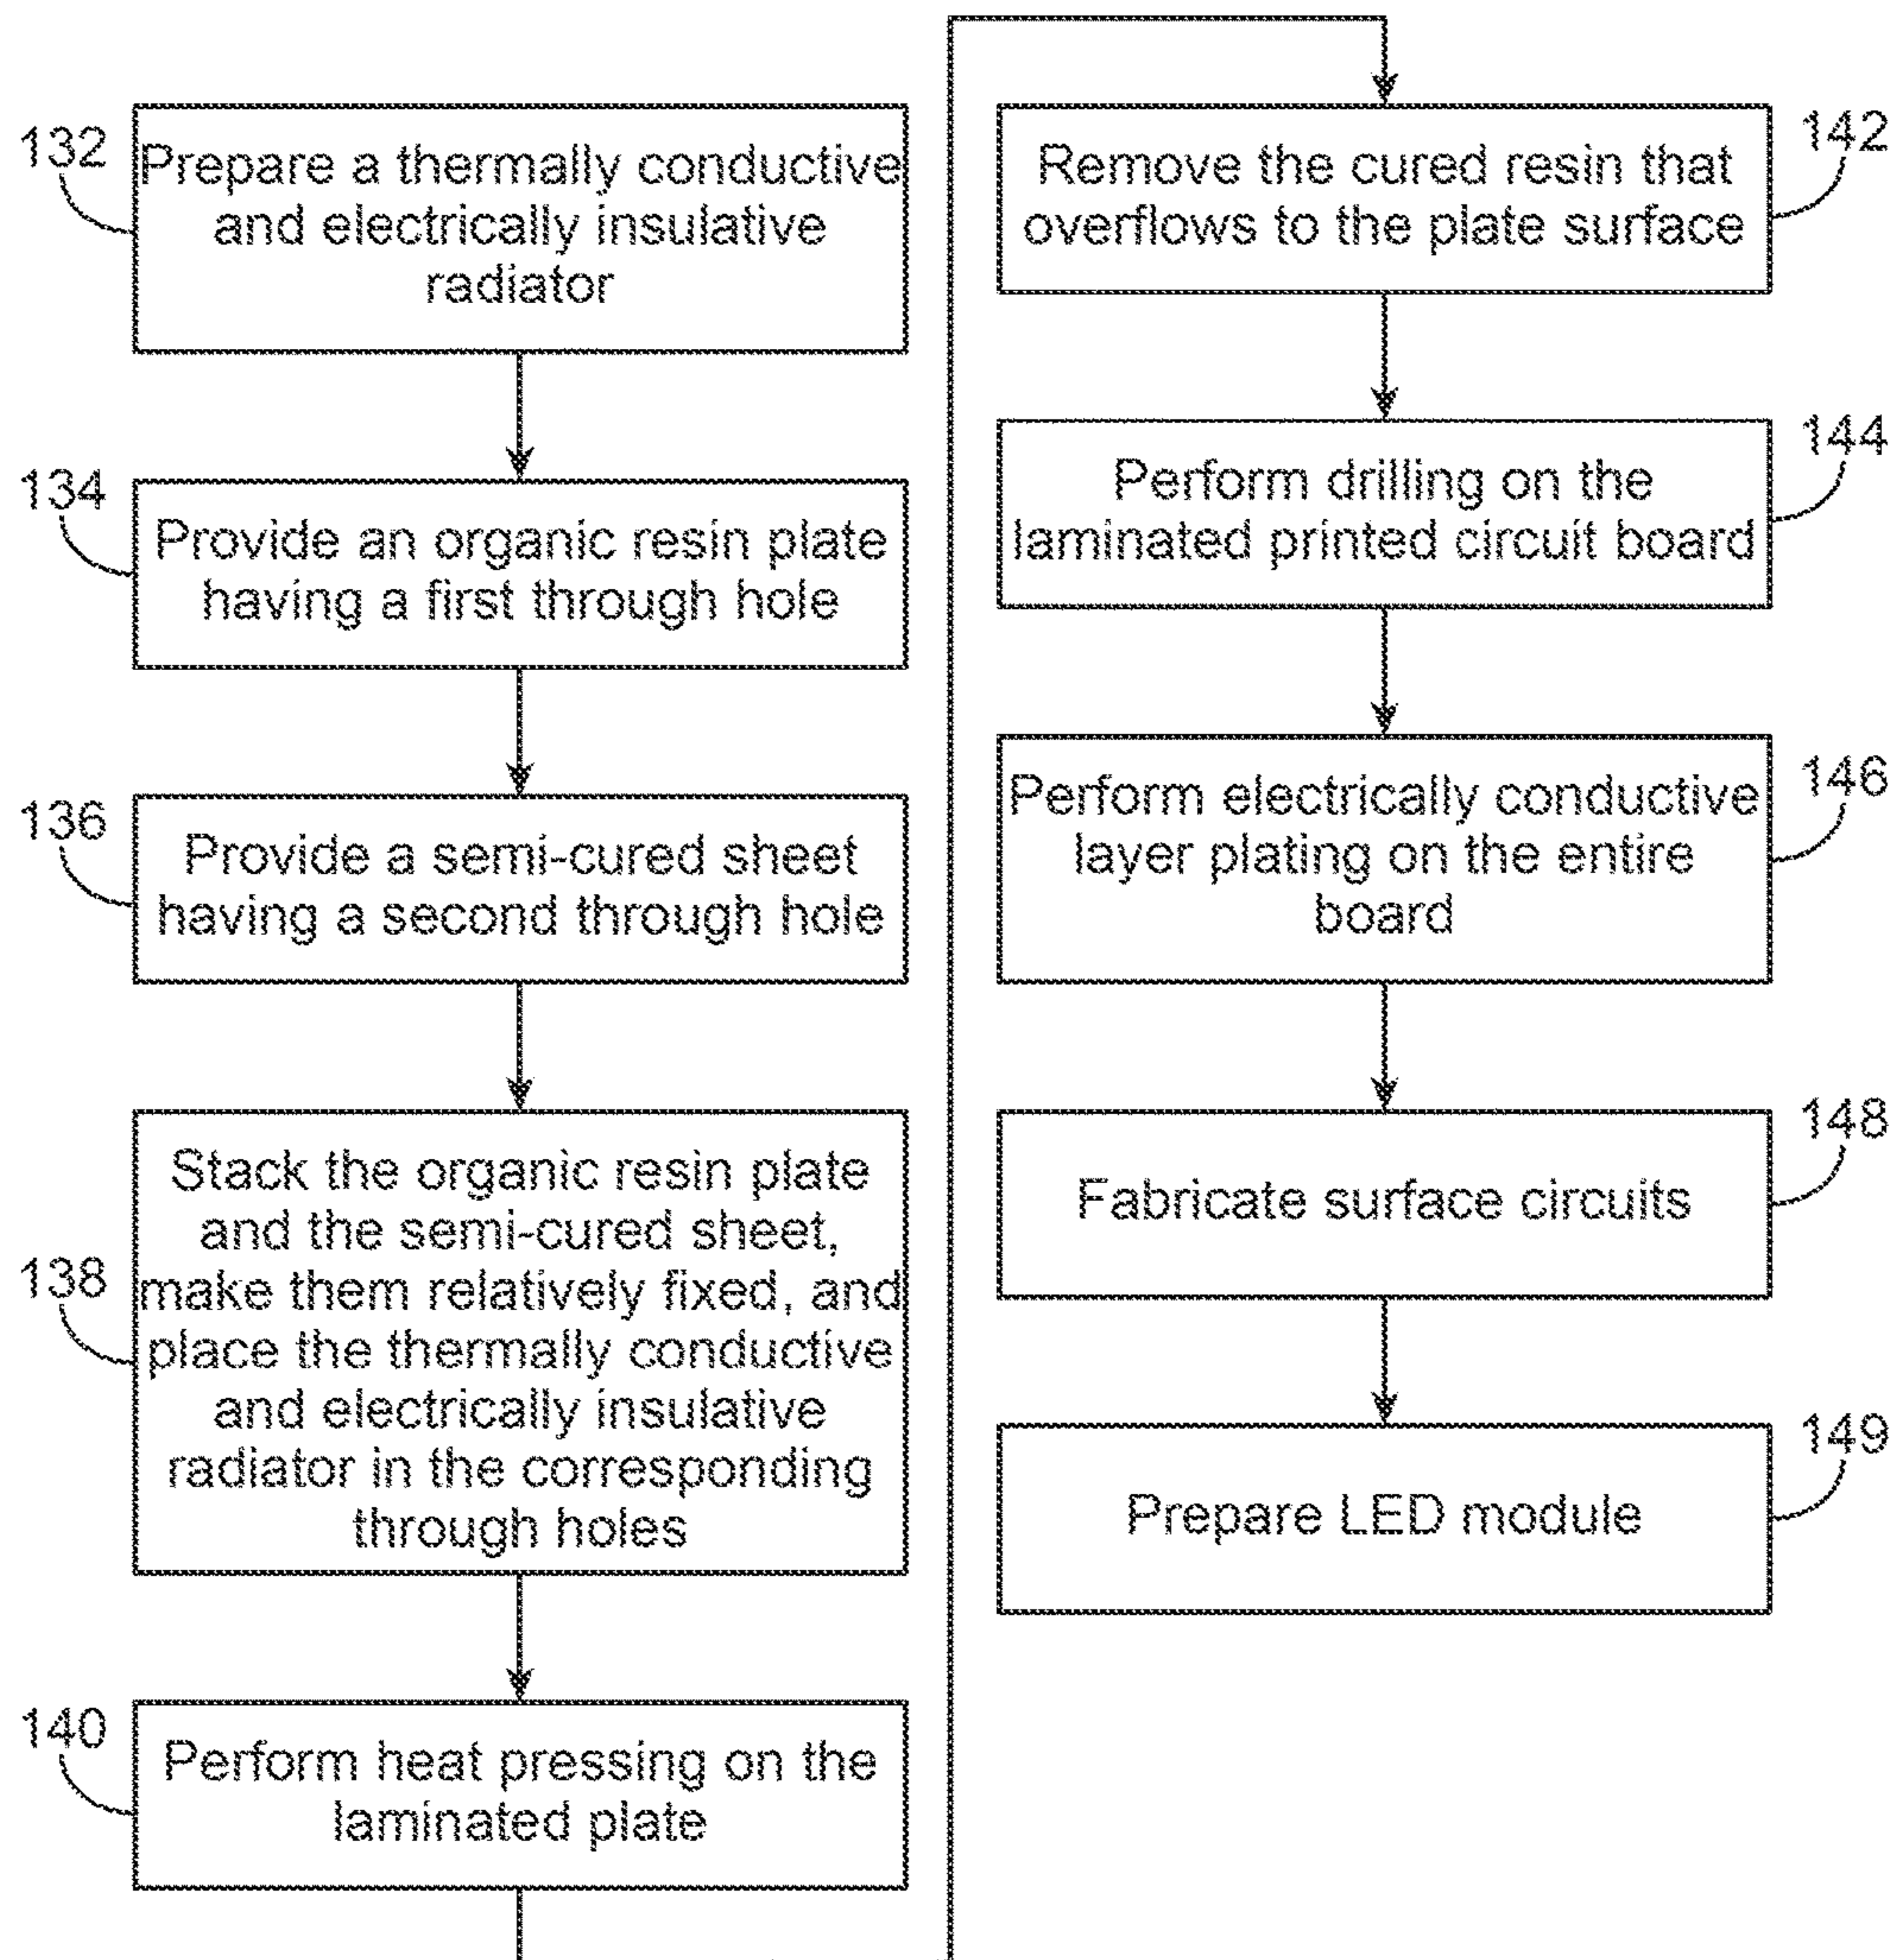 132
Prepare a thermally conductive
and electrically insulative
radiator
134
Provide an organic resin plate
having a first through hole
136
Provide a semi-cured sheet
having a second through hole
138
Stack the organic resin plate
and the semi-cured sheet,
make them relatively fixed, and
place the thermally conductive
and electrically insulative
radiator in the corresponding
through holes
140
Perform heat pressing on the
laminated plate
142
Remove the cured resin that
overflows to the plate surface
144
Perform drilling on the
laminated printed circuit board
146
Perform electrically conductive
layer plating on the entire
board
148
Fabricate surface circuits
149
Prepare LED module